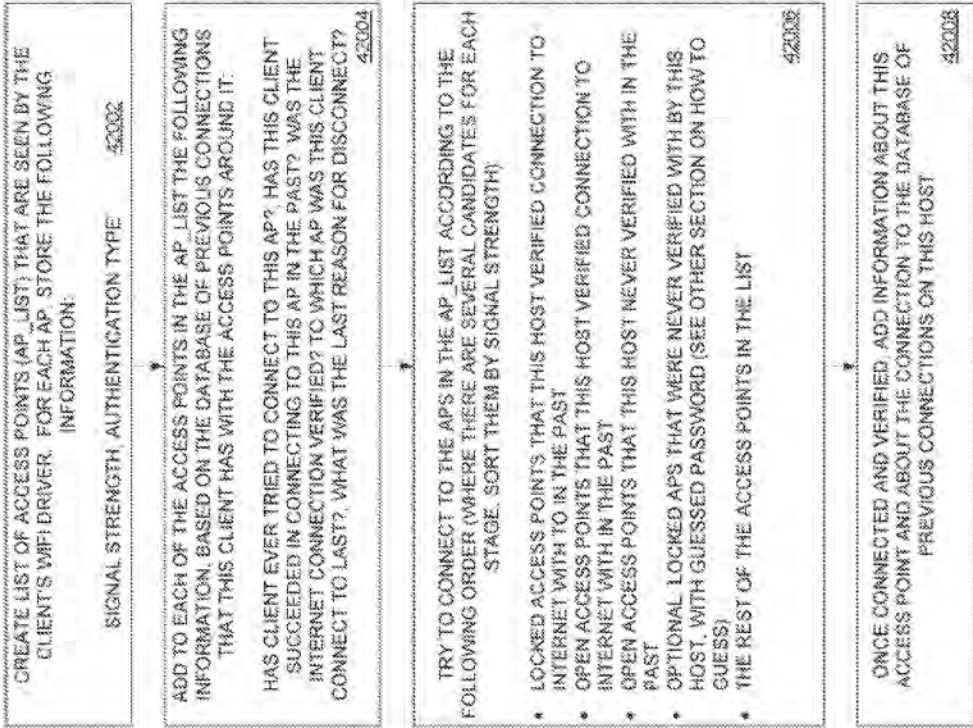 CREATE LIST OF ACCESS POINTS (AP_LIST) THAT ARE SEEN BY THE
CLIENT'S WIFI DRIVER. FOR EACH AP, STORE THE FOLLOWING
INFORMATION:
SIGNAL STRENGTH, AUTHENTICATION TYPE
42002
ADD TO EACH OF THE ACCESS POINTS IN THE AP_LIST THE FOLLOWING
INFORMATION, BASED ON THE DATABASE OF PREVIOUS CONNECTIONS
THAT THIS CLIENT HAS WITH THE ACCESS POINTS AROUND IT:
HAS CLIENT EVER TRIED TO CONNECT TO THIS AP?, HAS THIS CLIENT
SUCCEEDED IN CONNECTING TO THIS AP IN THE PAST? WAS THE
INTERNET CONNECTION VERIFIED? TO WHICH AP WAS THIS CLIENT
CONNECT TO LAST?, WHAT WAS THE LAST REASON FOR DISCONNECT?
42004
TRY TO CONNECT TO THE APS IN THE AP_LIST ACCORDING TO THE
FOLLOWING ORDER (WHERE THERE ARE SEVERAL CANDIDATES FOR EACH
STAGE, SORT THEM BY SIGNAL STRENGTH):
• LOCKED ACCESS POINTS THAT THIS HOST VERIFIED CONNECTION TO
INTERNET WITH TO IN THE PAST
• OPEN ACCESS POINTS THAT THIS HOST VERIFIED CONNECTION TO
INTERNET WITH IN THE PAST
• OPEN ACCESS POINTS THAT THIS HOST NEVER VERIFIED WITH IN THE
PAST
• OPTIONAL LOCKED APS THAT WERE NEVER VERIFIED WITH BY THIS
HOST, WITH GUESSED PASSWORD (SEE OTHER SECTION ON HOW TO
GUESS)
• THE REST OF THE ACCESS POINTS IN THE LIST
42006
ONCE CONNECTED AND VERIFIED, ADD INFORMATION ABOUT THIS
ACCESS POINT AND ABOUT THE CONNECTION TO THE DATABASE OF
PREVIOUS CONNECTIONS ON THIS HOST.
42008